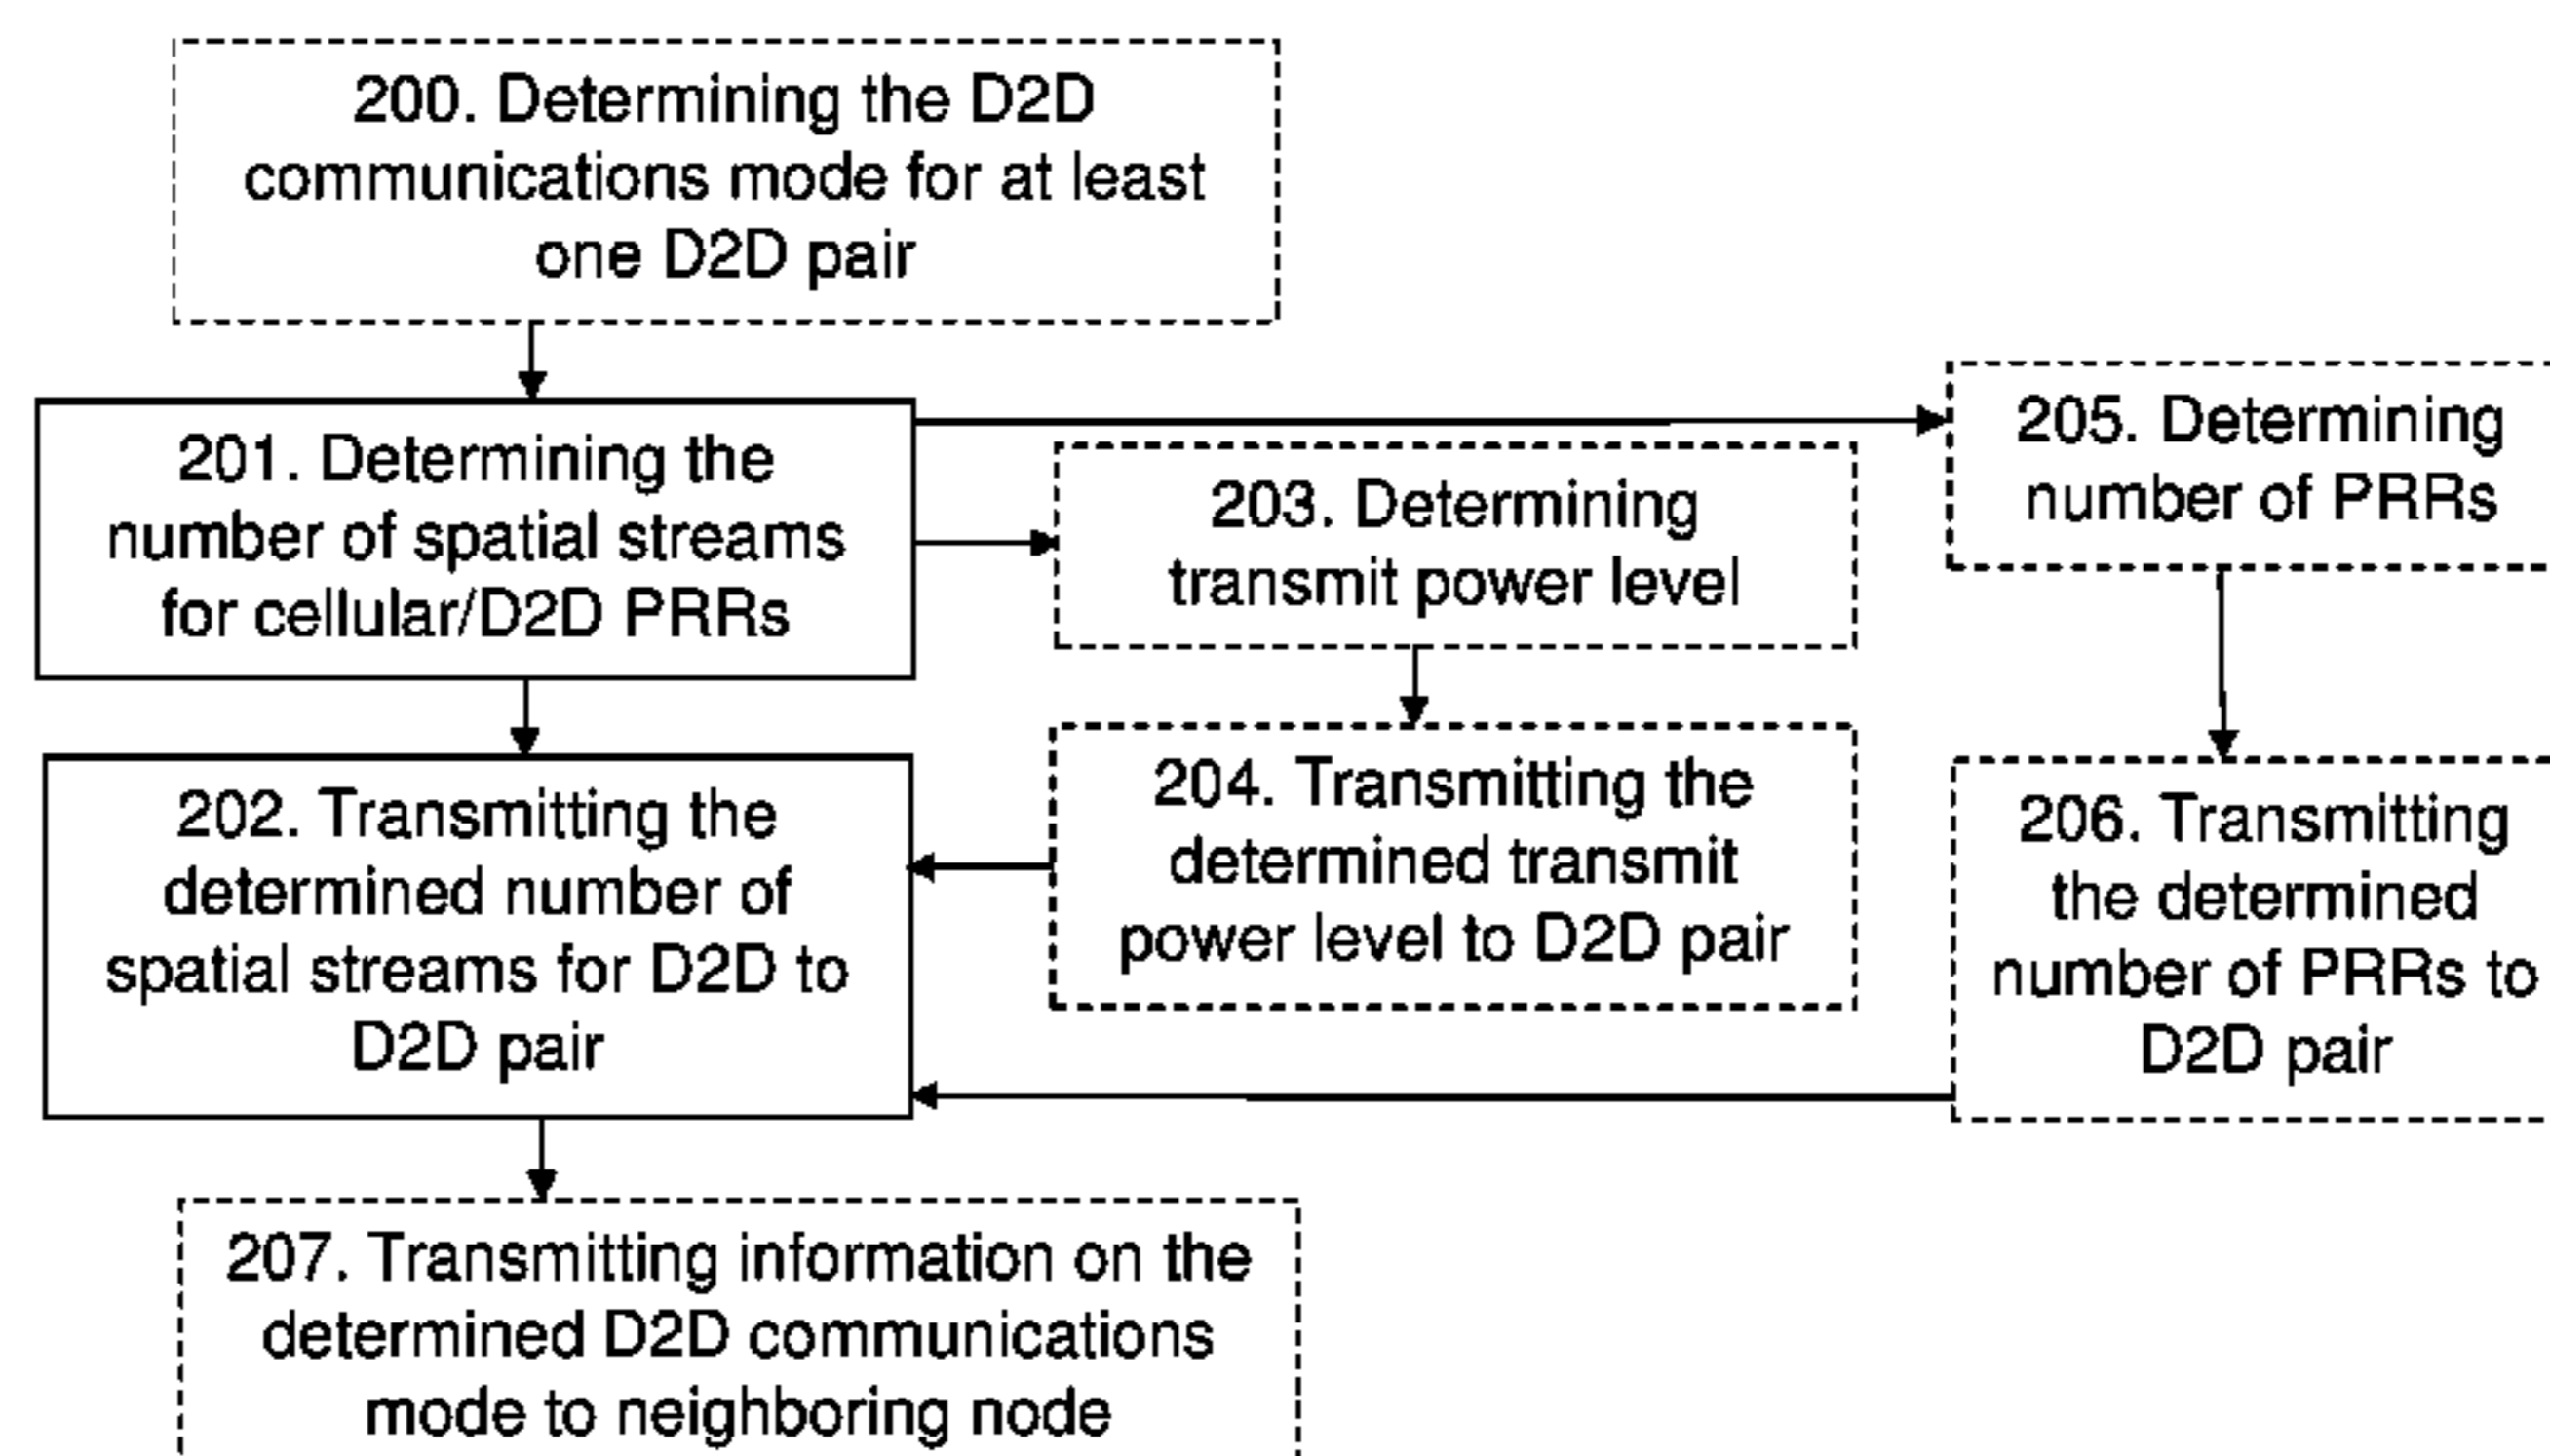 200. Determining the D2D
communications mode for at least
one D2D pair
201. Determining the
number of spatial streams
for cellular/D2D PRRs
202. Transmitting the
determined number of
spatial streams for D2D to
D2D pair
203. Determining
transmit power level
204. Transmitting the
determined transmit
power level to D2D pair
205. Determining
number of PRRs
206. Transmitting
the determined
number of PRRs to
D2D pair
207. Transmitting information on the
determined D2D communications
mode to neighboring node